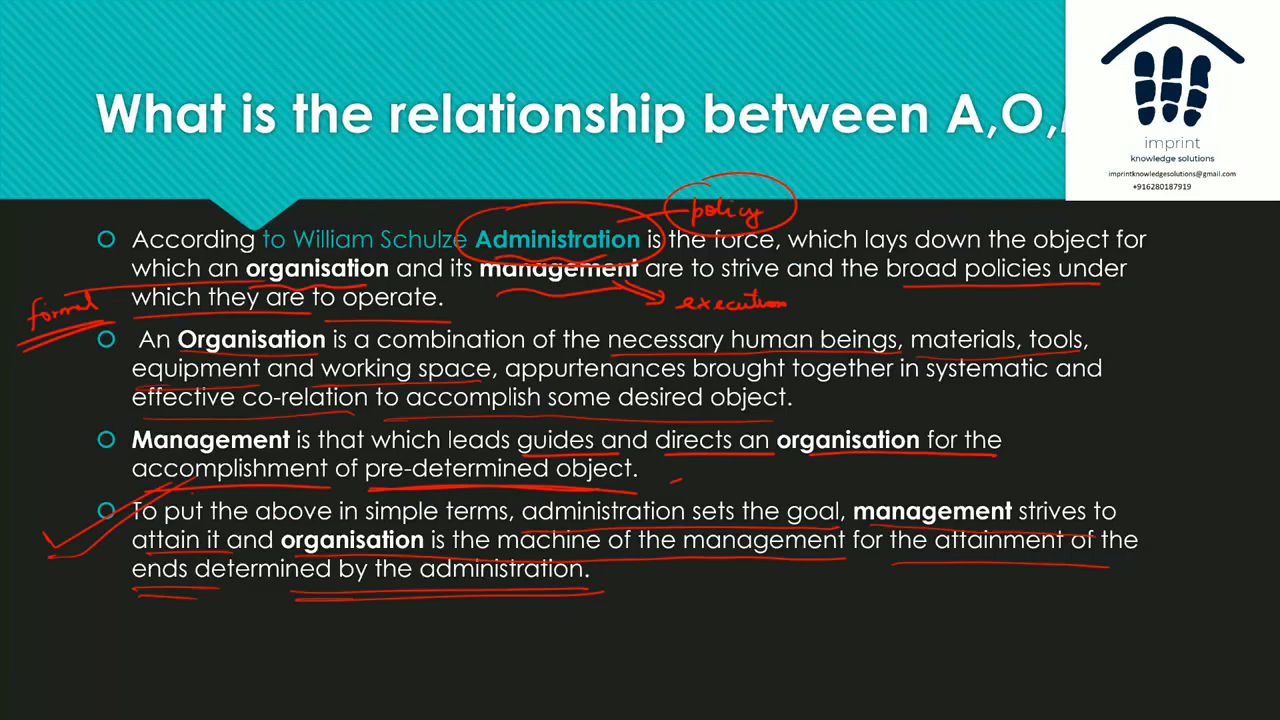 What is the relationship between A,O,
imprint
knowledge solutions
imprintknowledgesolutions@gmail.com
+916280187919
policy
According to William Schulze Administration is the force, which lays down the object for
which an organisation and its management are to strive and the broad policies under
which they are to operate.
formal
execution
An Organisation is a combination of the necessary human beings, materials, tools,
equipment and working space, appurtenances brought together in systematic and
effective co-relation to accomplish some desired object.
Management is that which leads guides and directs an organisation for the
accomplishment of pre-determined object.
To put the above in simple terms, administration sets the goal, management strives to
attain it and organisation is the machine of the management for the attainment of the
ends determined by the administration.